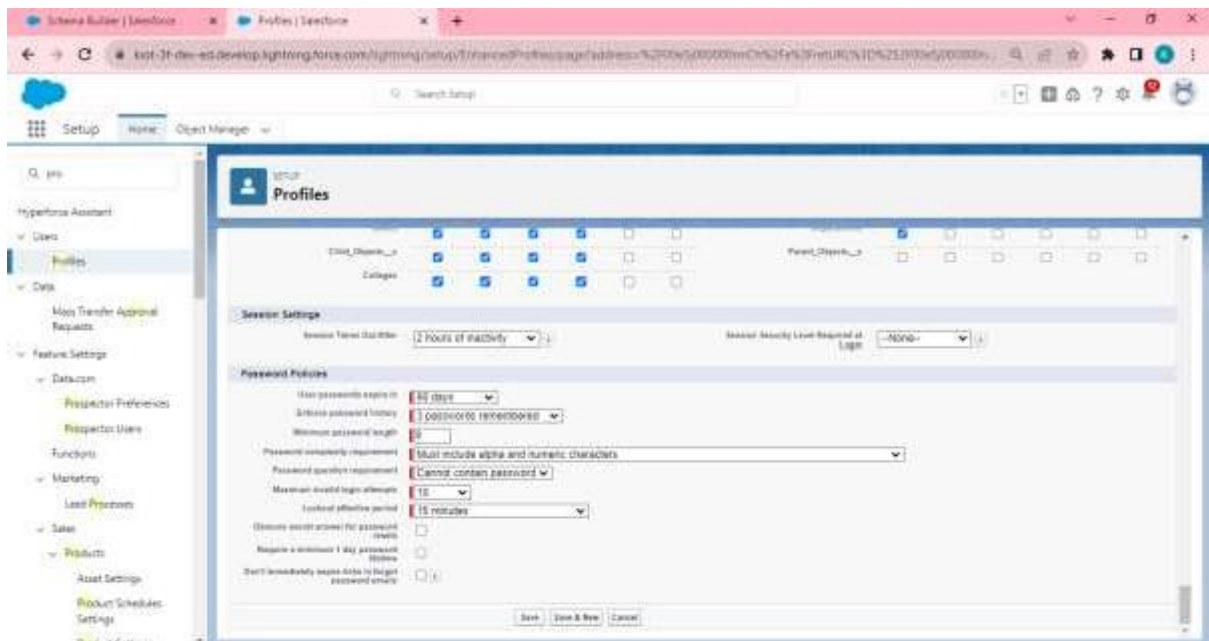 Schema Builder | Salesforce
Profiles | Salesforce
Search Setup
Setup
Home
Object Manager
pro
SETUP
Profiles
Hyperforce Assistant
Users
Profiles
Data
Mass Transfer Approval
Requests
Feature Settings
Data.com
Prospector Preferences
Prospector Users
Functions
Marketing
Lead Processes
Sales
Products
Asset Settings
Product Schedules
Settings
Colleges
Session Settings
Session Times Out After
2 hours of inactivity
Session Security Level Required at
Login
--None--
Password Policies
User passwords expire in
90 days
Enforce password history
3 passwords remembered
Minimum password length
8
Password complexity requirement
Must include alpha and numeric characters
Password question requirement
Cannot contain password
Maximum invalid login attempts
10
Lockout effective period
15 minutes
Obscure secret answer for password
resets
Require a minimum 1 day password
lifetime
Don't immediately expire links in forgot
password emails
Save
Save & New
Cancel